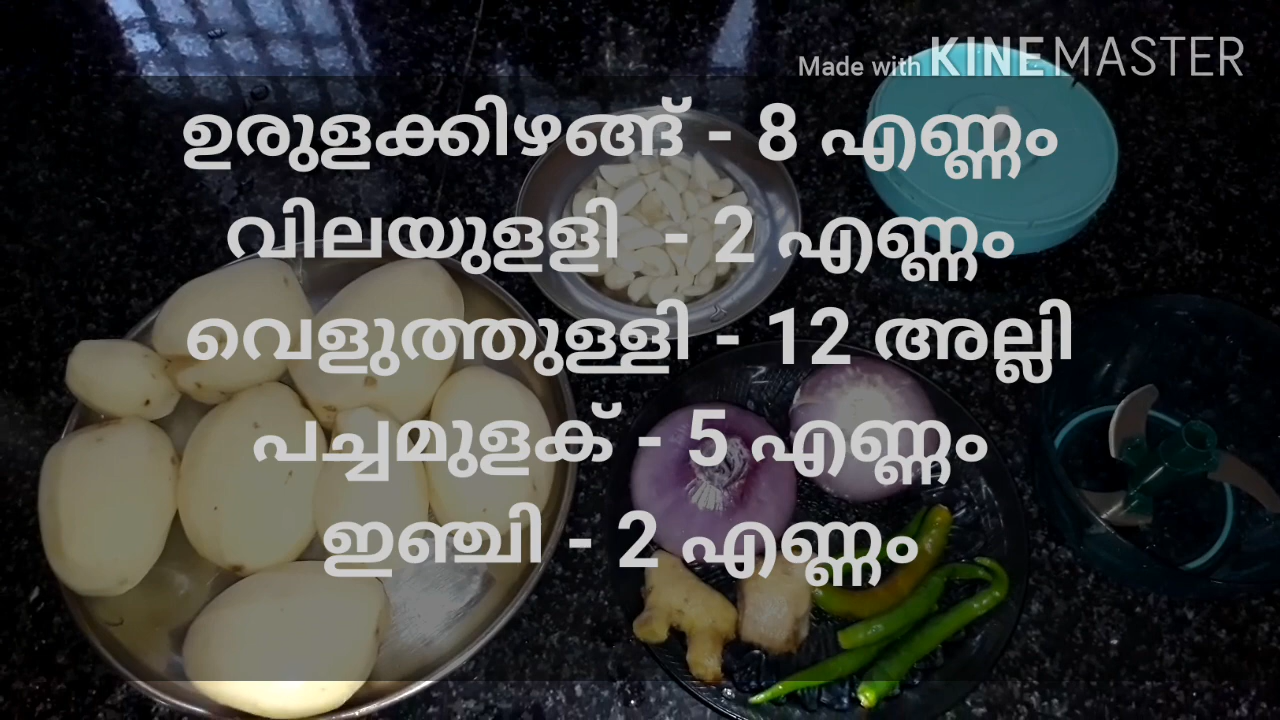 Made with KINEMASTER
ഉരുളക്കിഴങ്ങ് - 8 എണ്ണം
വിലയുളളി - 2 എണ്ണം
വെളുത്തുള്ളി - 12 അല്ലി
പച്ചമുളക് - 5 എണ്ണം
ഇഞ്ചി - 2 എണ്ണം